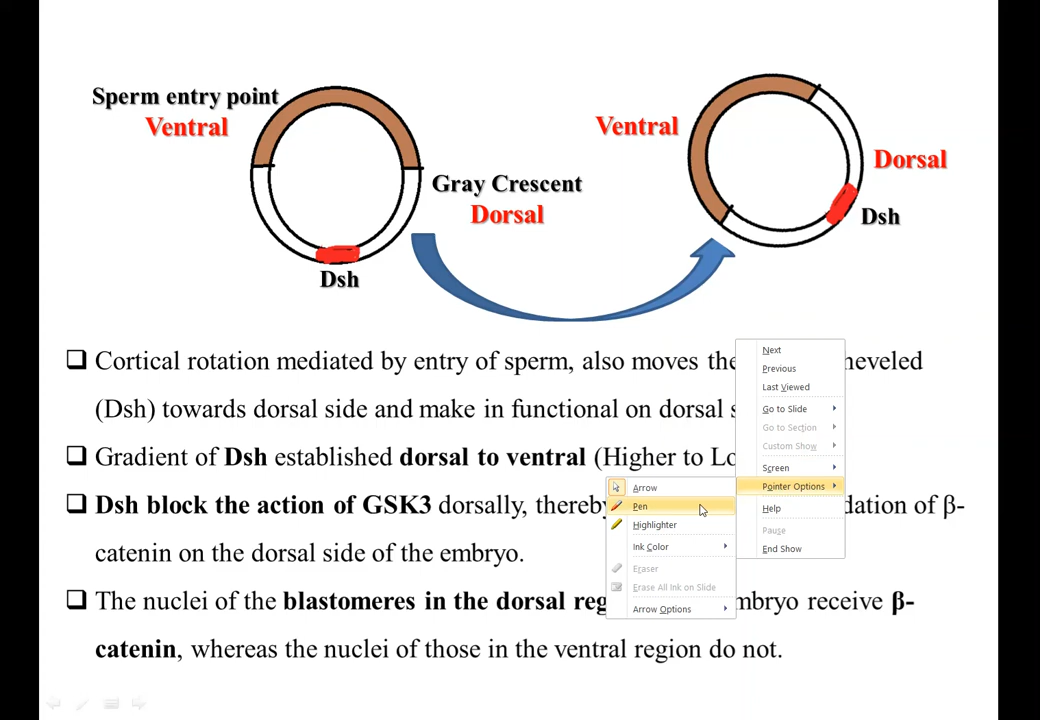 Sperm entry point
Ventral
Gray Crescent
Dorsal
Dsh
Ventral
Dorsal
Dsh
❑ Cortical rotation mediated by entry of sperm, also moves the heveled
(Dsh) towards dorsal side and make in functional on dorsal
❑ Gradient of Dsh established dorsal to ventral (Higher to
❑ Dsh block the action of GSK3 dorsally, dation of β-
catenin on the dorsal side of the embryo.
❑ The nuclei of the blastomeres in the dorsal receive β-
catenin, whereas the nuclei of those in the ventral region do not.
Next
Previous
Last Viewed
Go to Slide
Go to Section
Custom Show
Screen
Pointer Options
Help
Pause
End Show
Arrow
Pen
Highlighter
Ink Color
Eraser
Erase All Ink on Slide
Arrow Options